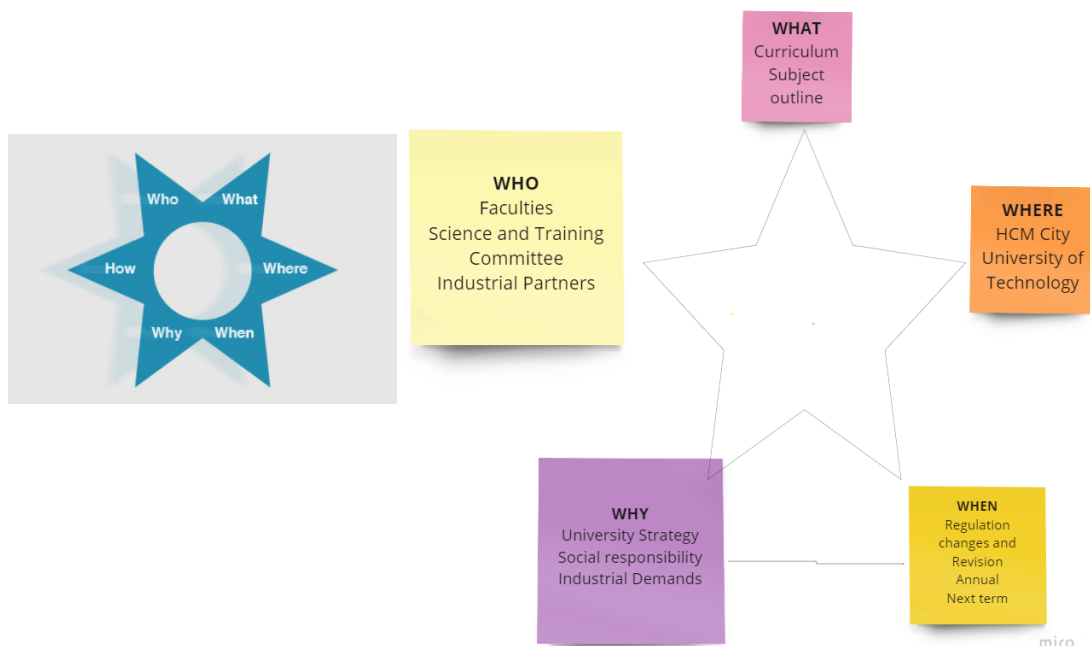 Who
What
How
Where
Why
When
WHO
Faculties
Science and Training
Committee
Industrial Partners
WHAT
Curriculum
Subject
outline
WHERE
HCM City
University of
Technology
WHY
University Strategy
Social responsibility
Industrial Demands
WHEN
Regulation
changes and
Revision
Annual
Next term
miro